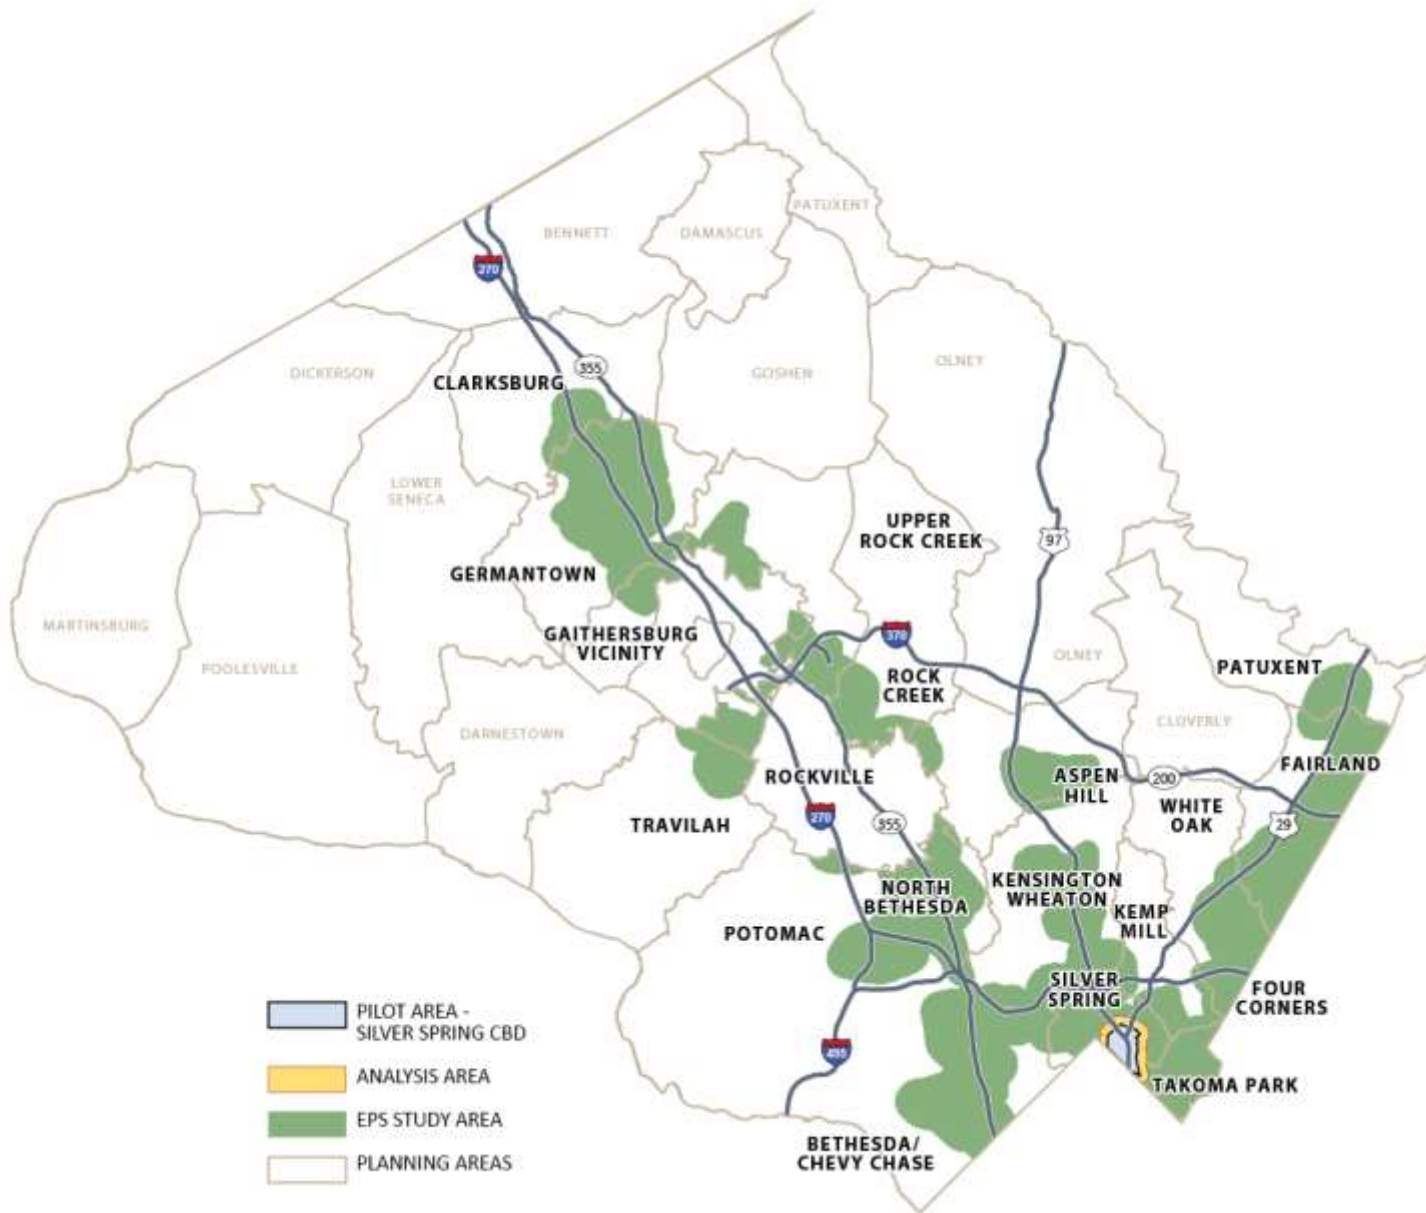 PATUXENT
BENNETT
DAMASCUS
270
355
OLNEY
DICKERSON
GOSHEN
CLARKSBURG
LOWER
SENECA
UPPER
ROCK CREEK
97
GERMANTOWN
MARTINSBURG
GAITHERSBURG
VICINITY
370
OLNEY
POOLESVILLE
PATUXENT
ROCK
CREEK
CLOVERLY
DARNESTOWN
FAIRLAND
ROCKVILLE
ASPEN
HILL
200
WHITE
OAK
TRAVILAH
270
355
29
NORTH
BETHESDA
KENSINGTON
WHEATON
KEMP
MILL
POTOMAC
SILVER
SPRING
FOUR
CORNERS
495
TAKOMA PARK
BETHESDA/
CHEVY CHASE
PILOT AREA -
SILVER SPRING CBD
ANALYSIS AREA
EPS STUDY AREA
PLANNING AREAS